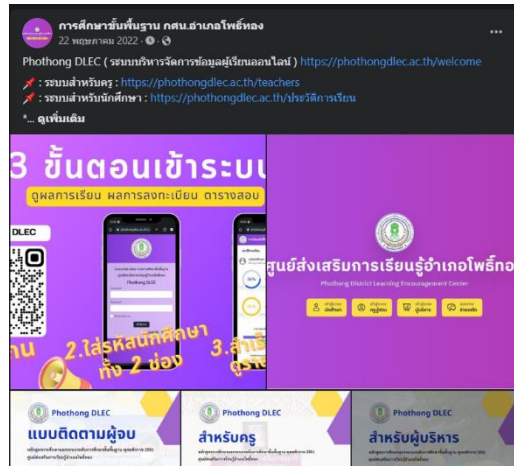 การศึกษาขั้นพื้นฐาน กศน.อำเภอโพธิ์ทอง
22 พฤษภาคม 2022
Phothong DLEC ( ระบบบริหารจัดการข้อมูลผู้เรียนออนไลน์ ) https://phothongdlec.ac.th/welcome
: ระบบสำหรับครู : https://phothongdlec.ac.th/teachers
: ระบบสำหรับนักศึกษา : https://phothongdlec.ac.th/ประวัติการเรียน
*... ดูเพิ่มเติม
3 ขั้นตอนเข้าระบบ
ดูผลการเรียน ผลการลงทะเบียน ตารางสอบ
DLEC
Phothong DLEC
2.ใส่รหัสนักศึกษา
ทั้ง 2 ช่อง
ศูนย์ส่งเสริมการเรียนรู้อำเภอโพธิ์ทอ
Phothong District Learning Encouragement Center
Phothong DLEC
แบบติดตามผู้จบ
Phothong DLEC
สำหรับครู
Phothong DLEC
สำหรับผู้บริหาร